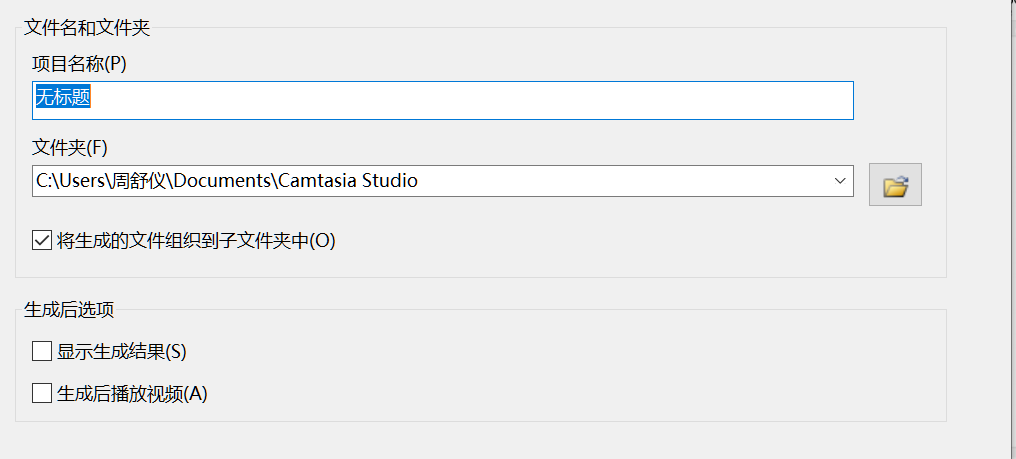 文件名和文件夹
项目名称(P)
无标题
文件夹(F)
C:\Users\周舒仪\Documents\Camtasia Studio
将生成的文件组织到子文件夹中(O)
生成后选项
显示生成结果(S)
生成后播放视频(A)